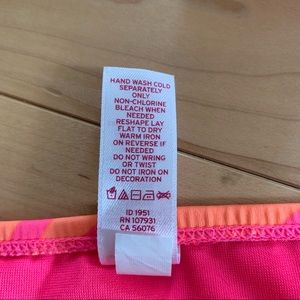 HAND WASH COLD
SEPARATELY
ONLY
NON-CHLORINE
BLEACH WHEN
NEEDED
RESHAPE LAY
FLAT TO DRY
WARM IRON
ON REVERSE IF
NEEDED
DO NOT WRING
OR TWIST
DO NOT IRON ON
DECORATION
ID 1951
RN 107931
CA 56076